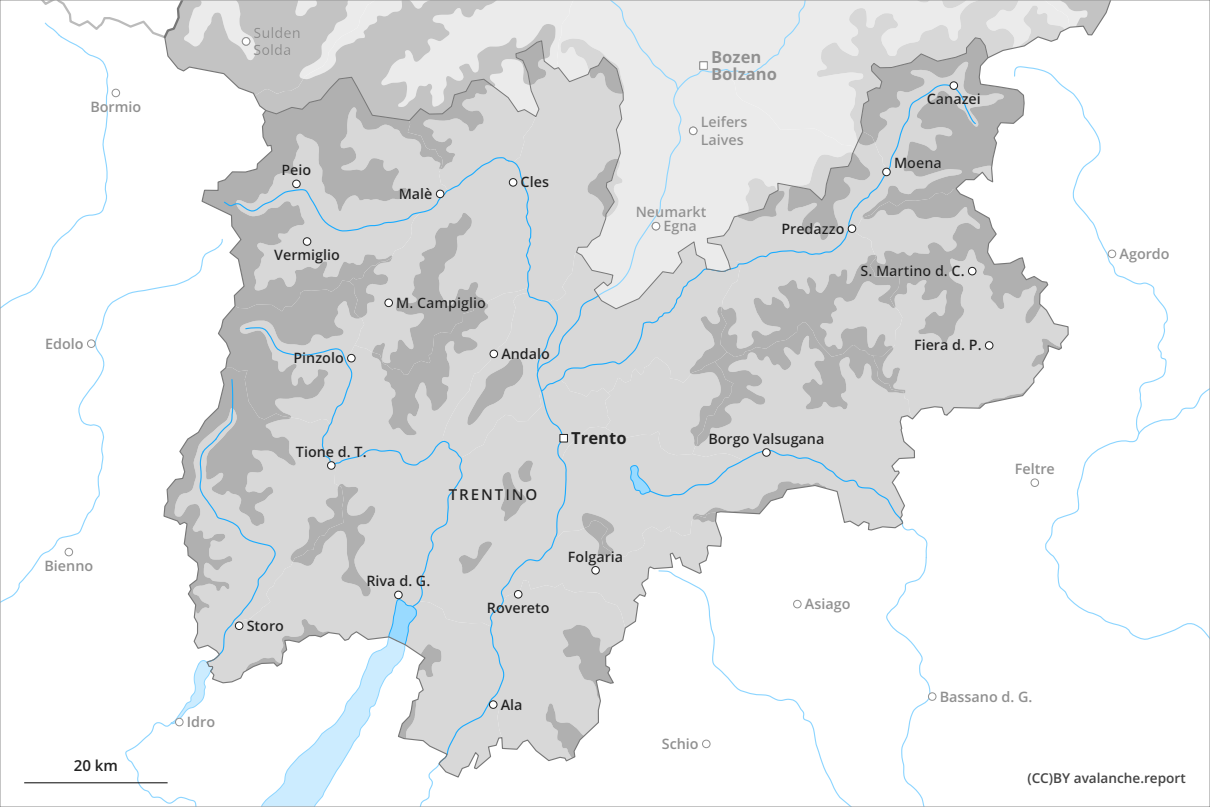 Sulden
Solda
Bozen
Bolzano
Bormio
Canazei
Leifers
Laives
Moena
Peio
Malè
Cles
Neumarkt
Egna
Predazzo
Vermiglio
Agordo
S. Martino d. C.
M. Campiglio
Edolo
Fiera d. P.
Pinzolo
Andalo
Trento
Borgo Valsugana
Tione d. T.
Feltre
TRENTINO
Bienno
Folgaria
Riva d. G.
Rovereto
Asiago
Storo
Bassano d. G.
Ala
Idro
Schio
20 km
(CC)BY avalanche.report